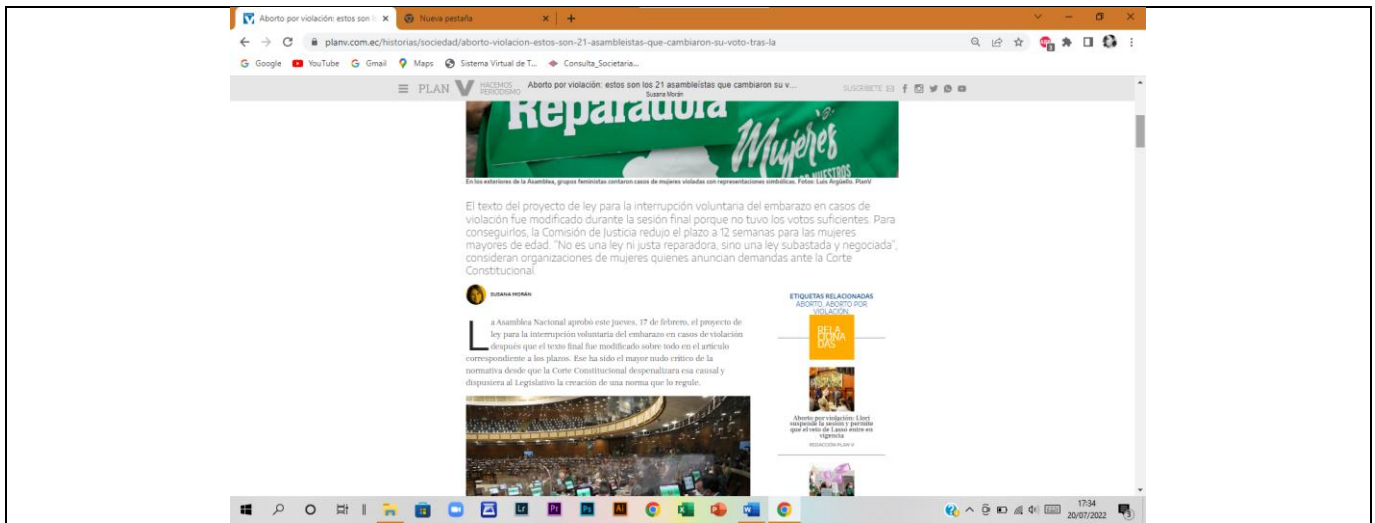 Aborto por violación: estos son l
Nueva pestaña
planv.com.ec/historias/sociedad/aborto-violacion-estos-son-21-asambleistas-que-cambiaron-su-voto-tras-la
Google YouTube Gmail Maps Sistema Virtual de T... Consulta_Societaria...
PLAN V HACEMOS PERIODISMO
Aborto por violación: estos son los 21 asambleístas que cambiaron su v...
Susana Morán
SUSCRÍBETE
Reparadora
Mujeres
NUESTROS
En los exteriores de la Asamblea, grupos feministas contaron casos de mujeres violadas con representaciones simbólicas. Fotos: Luis Argüello. PlanV
El texto del proyecto de ley para la interrupción voluntaria del embarazo en casos de
violación fue modificado durante la sesión final porque no tuvo los votos suficientes. Para
conseguirlos, la Comisión de Justicia redujo el plazo a 12 semanas para las mujeres
mayores de edad. "No es una ley ni justa reparadora, sino una ley subastada y negociada",
consideran organizaciones de mujeres quienes anuncian demandas ante la Corte
Constitucional.
SUSANA MORÁN
La Asamblea Nacional aprobó este jueves, 17 de febrero, el proyecto de
ley para la interrupción voluntaria del embarazo en casos de violación
después que el texto final fue modificado sobre todo en el artículo
correspondiente a los plazos. Ese ha sido el mayor nudo crítico de la
normativa desde que la Corte Constitucional despenalizara esa causal y
dispusiera al Legislativo la creación de una norma que lo regule.
ETIQUETAS RELACIONADAS
ABORTO, ABORTO POR
VIOLACIÓN
RELA
CIONA
DAS
Aborto por violación: Llori
suspende la sesión y permite
que el veto de Lasso entre en
vigencia
REDACCIÓN PLAN V
Lr Pr Ps Ai
17:34
20/07/2022
3